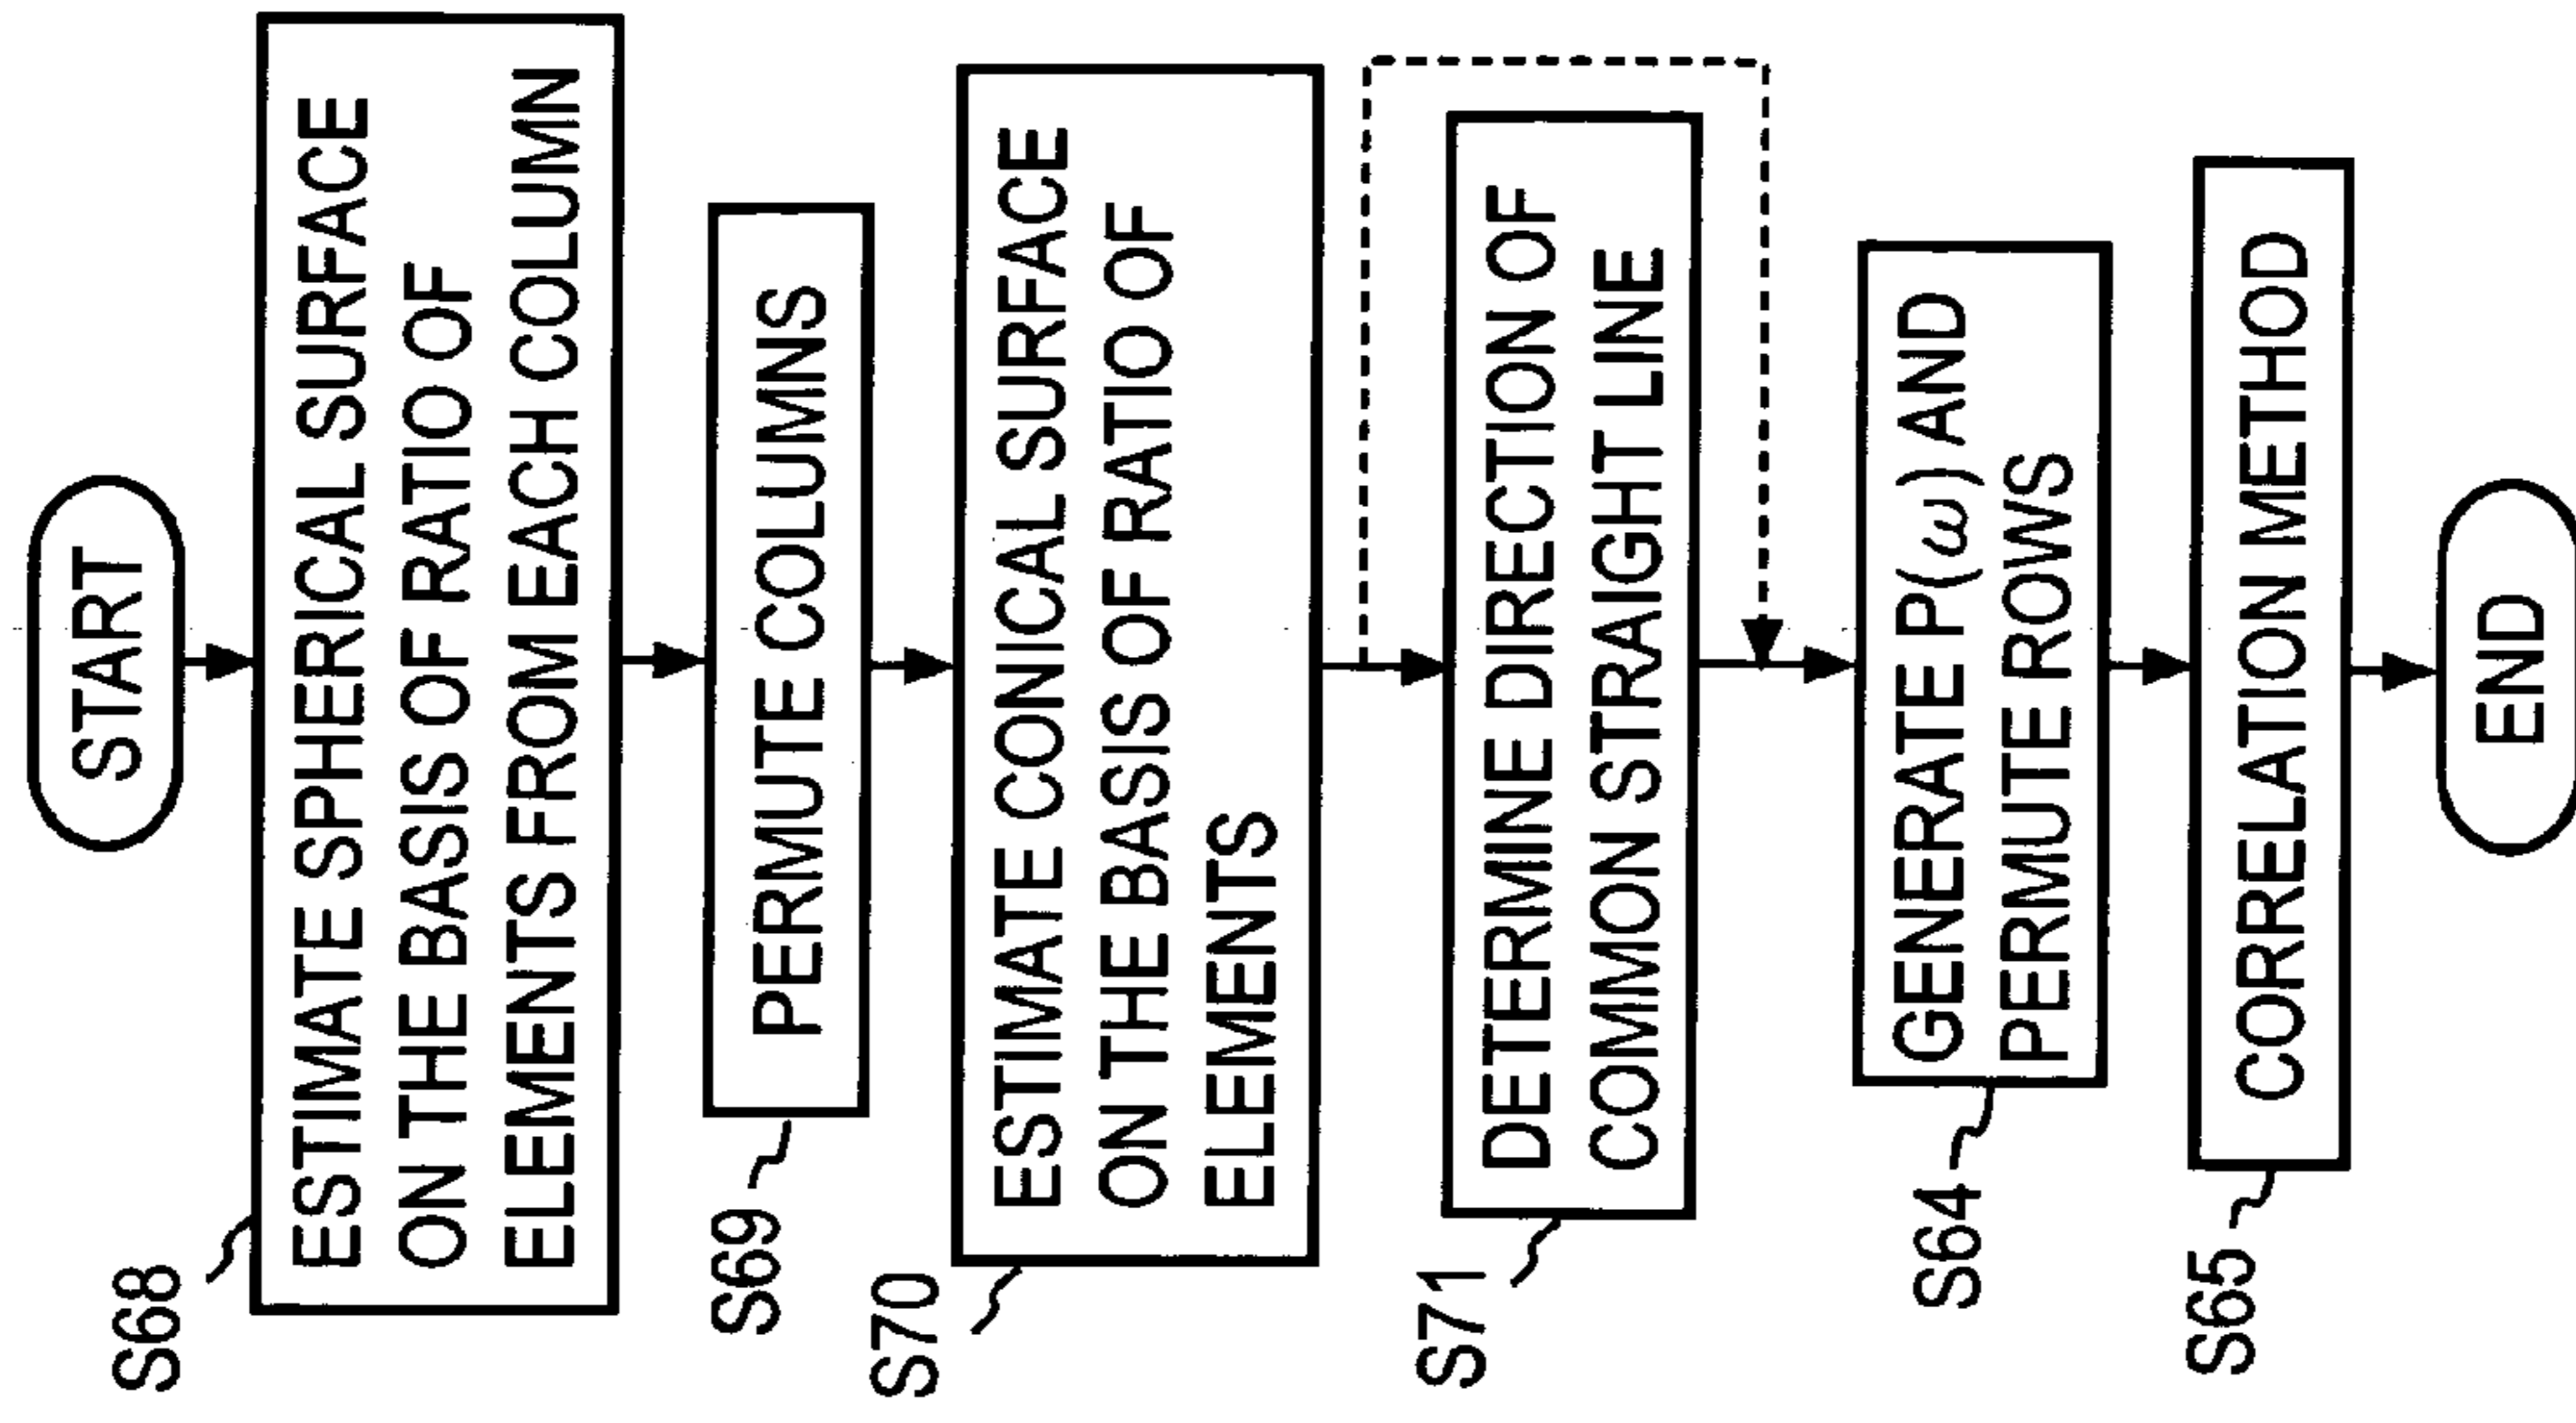 START
S68
ESTIMATE SPHERICAL SURFACE
ON THE BASIS OF RATIO OF
ELEMENTS FROM EACH COLUMN
S69
PERMUTE COLUMNS
S70
ESTIMATE CONICAL SURFACE
ON THE BASIS OF RATIO OF
ELEMENTS
S71
DETERMINE DIRECTION OF
COMMON STRAIGHT LINE
S64
GENERATE P(ω) AND
PERMUTE ROWS
S65
CORRELATION METHOD
END